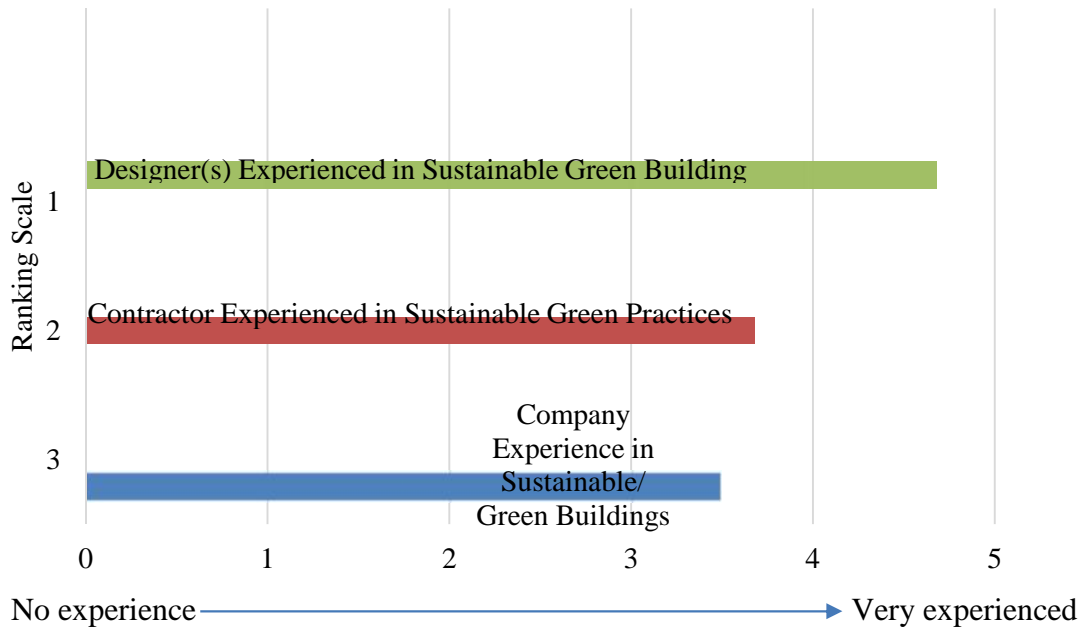 Designer(s) Experienced in Sustainable Green Building
1
Ranking Scale
Contractor Experienced in Sustainable Green Practices
2
Company
Experience in
3
Sustainable/
Green Buildings
0 1 2 3 4 5
No experience Very experienced